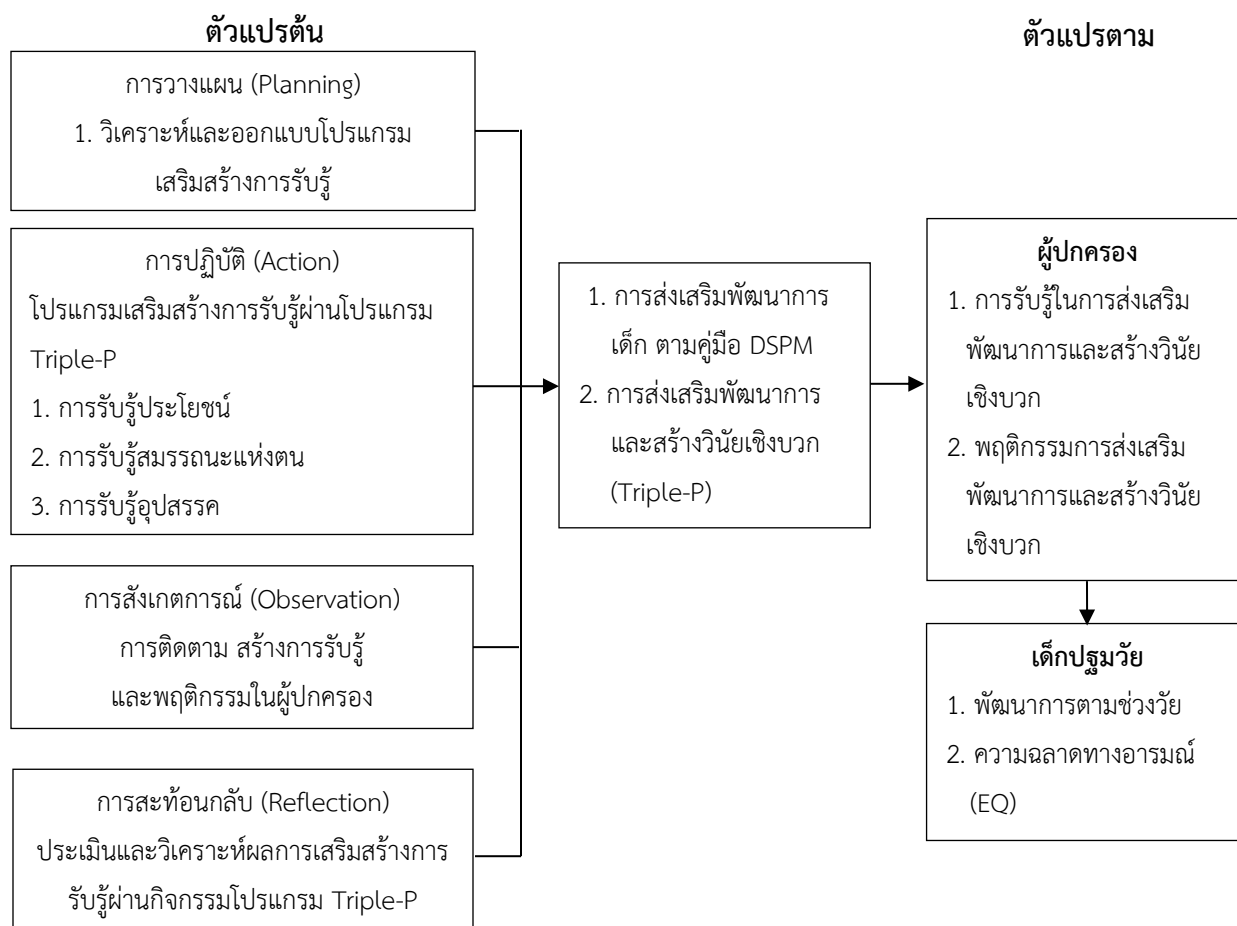 ตัวแปรต้น
การวางแผน (Planning)
1. วิเคราะห์และออกแบบโปรแกรม
เสริมสร้างการรับรู้
การปฏิบัติ (Action)
โปรแกรมเสริมสร้างการรับรู้ผ่านโปรแกรม
Triple-P
1. การรับรู้ประโยชน์
2. การรับรู้สมรรถนะแห่งตน
3. การรับรู้อุปสรรค
การสังเกตการณ์ (Observation)
การติดตาม สร้างการรับรู้
และพฤติกรรมในผู้ปกครอง
การสะท้อนกลับ (Reflection)
ประเมินและวิเคราะห์ผลการเสริมสร้างการ
รับรู้ผ่านกิจกรรมโปรแกรม Triple-P
1. การส่งเสริมพัฒนาการ
เด็ก ตามคู่มือ DSPM
2. การส่งเสริมพัฒนาการ
และสร้างวินัยเชิงบวก
(Triple-P)
ตัวแปรตาม
ผู้ปกครอง
1. การรับรู้ในการส่งเสริม
พัฒนาการและสร้างวินัย
เชิงบวก
2. พฤติกรรมการส่งเสริม
พัฒนาการและสร้างวินัย
เชิงบวก
เด็กปฐมวัย
1. พัฒนาการตามช่วงวัย
2. ความฉลาดทางอารมณ์
(EQ)